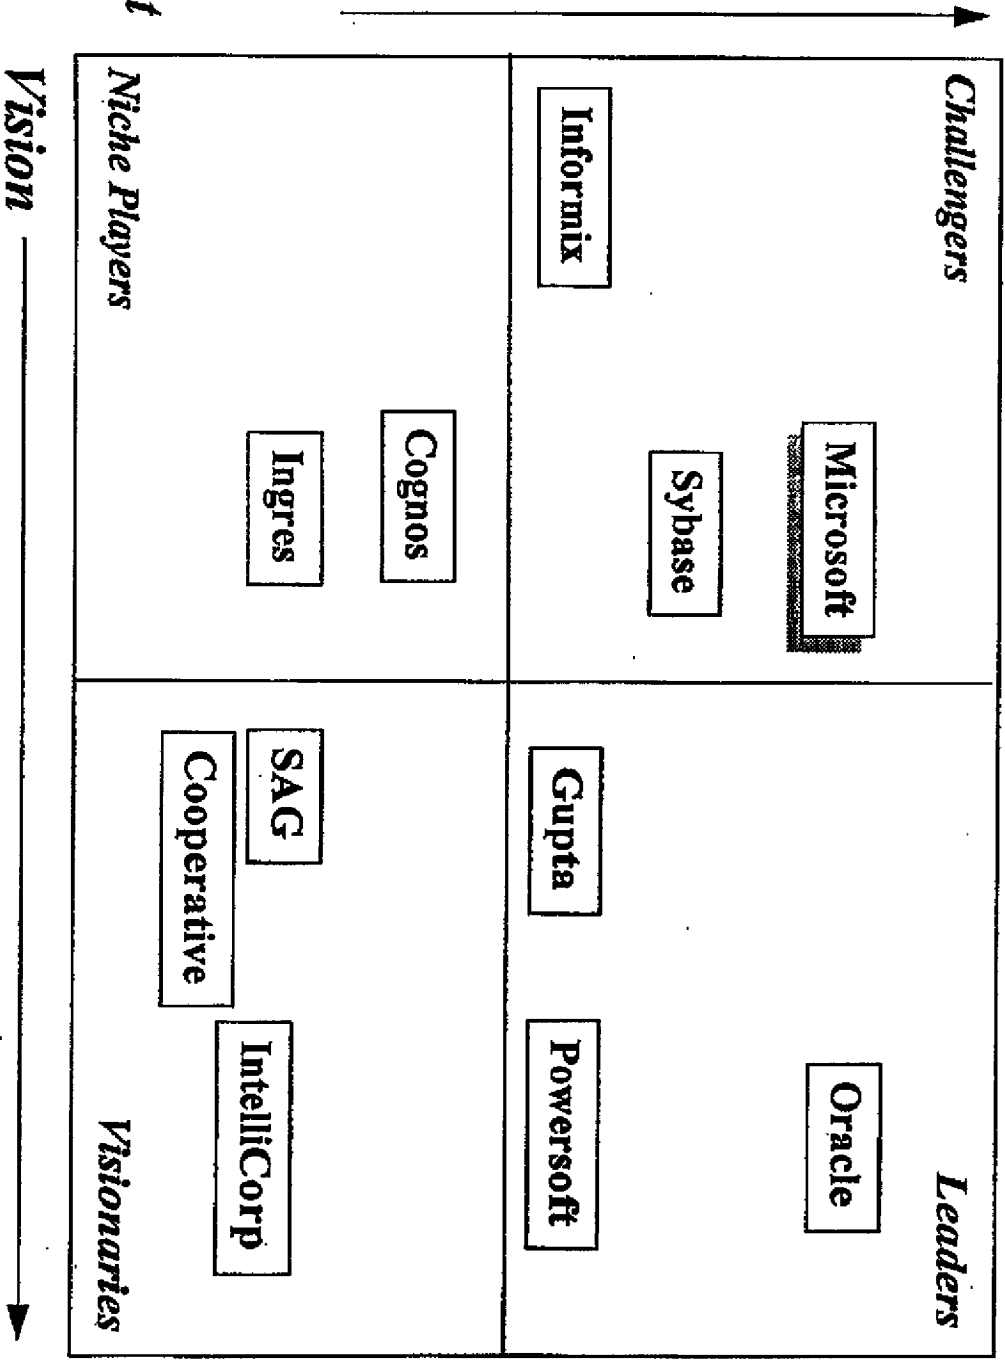 Challengers
Leaders
Microsoft
Oracle
Sybase
Informix
Gupta
Powersoft
Cognos
Ingres
SAG
IntelliCorp
Cooperative
Niche Players
Visionaries
Vision